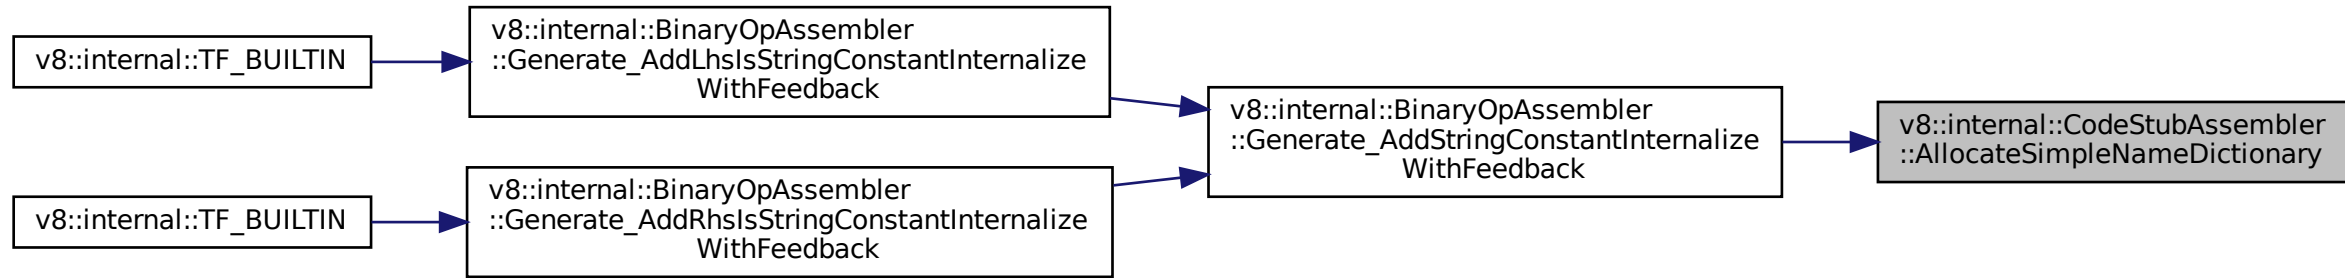 v8::internal::TF_BUILTIN
v8::internal::BinaryOpAssembler
::Generate_AddLhsIsStringConstantInternalize
WithFeedback
v8::internal::TF_BUILTIN
v8::internal::BinaryOpAssembler
::Generate_AddRhsIsStringConstantInternalize
WithFeedback
v8::internal::BinaryOpAssembler
::Generate_AddStringConstantInternalize
WithFeedback
v8::internal::CodeStubAssembler
::AllocateSimpleNameDictionary